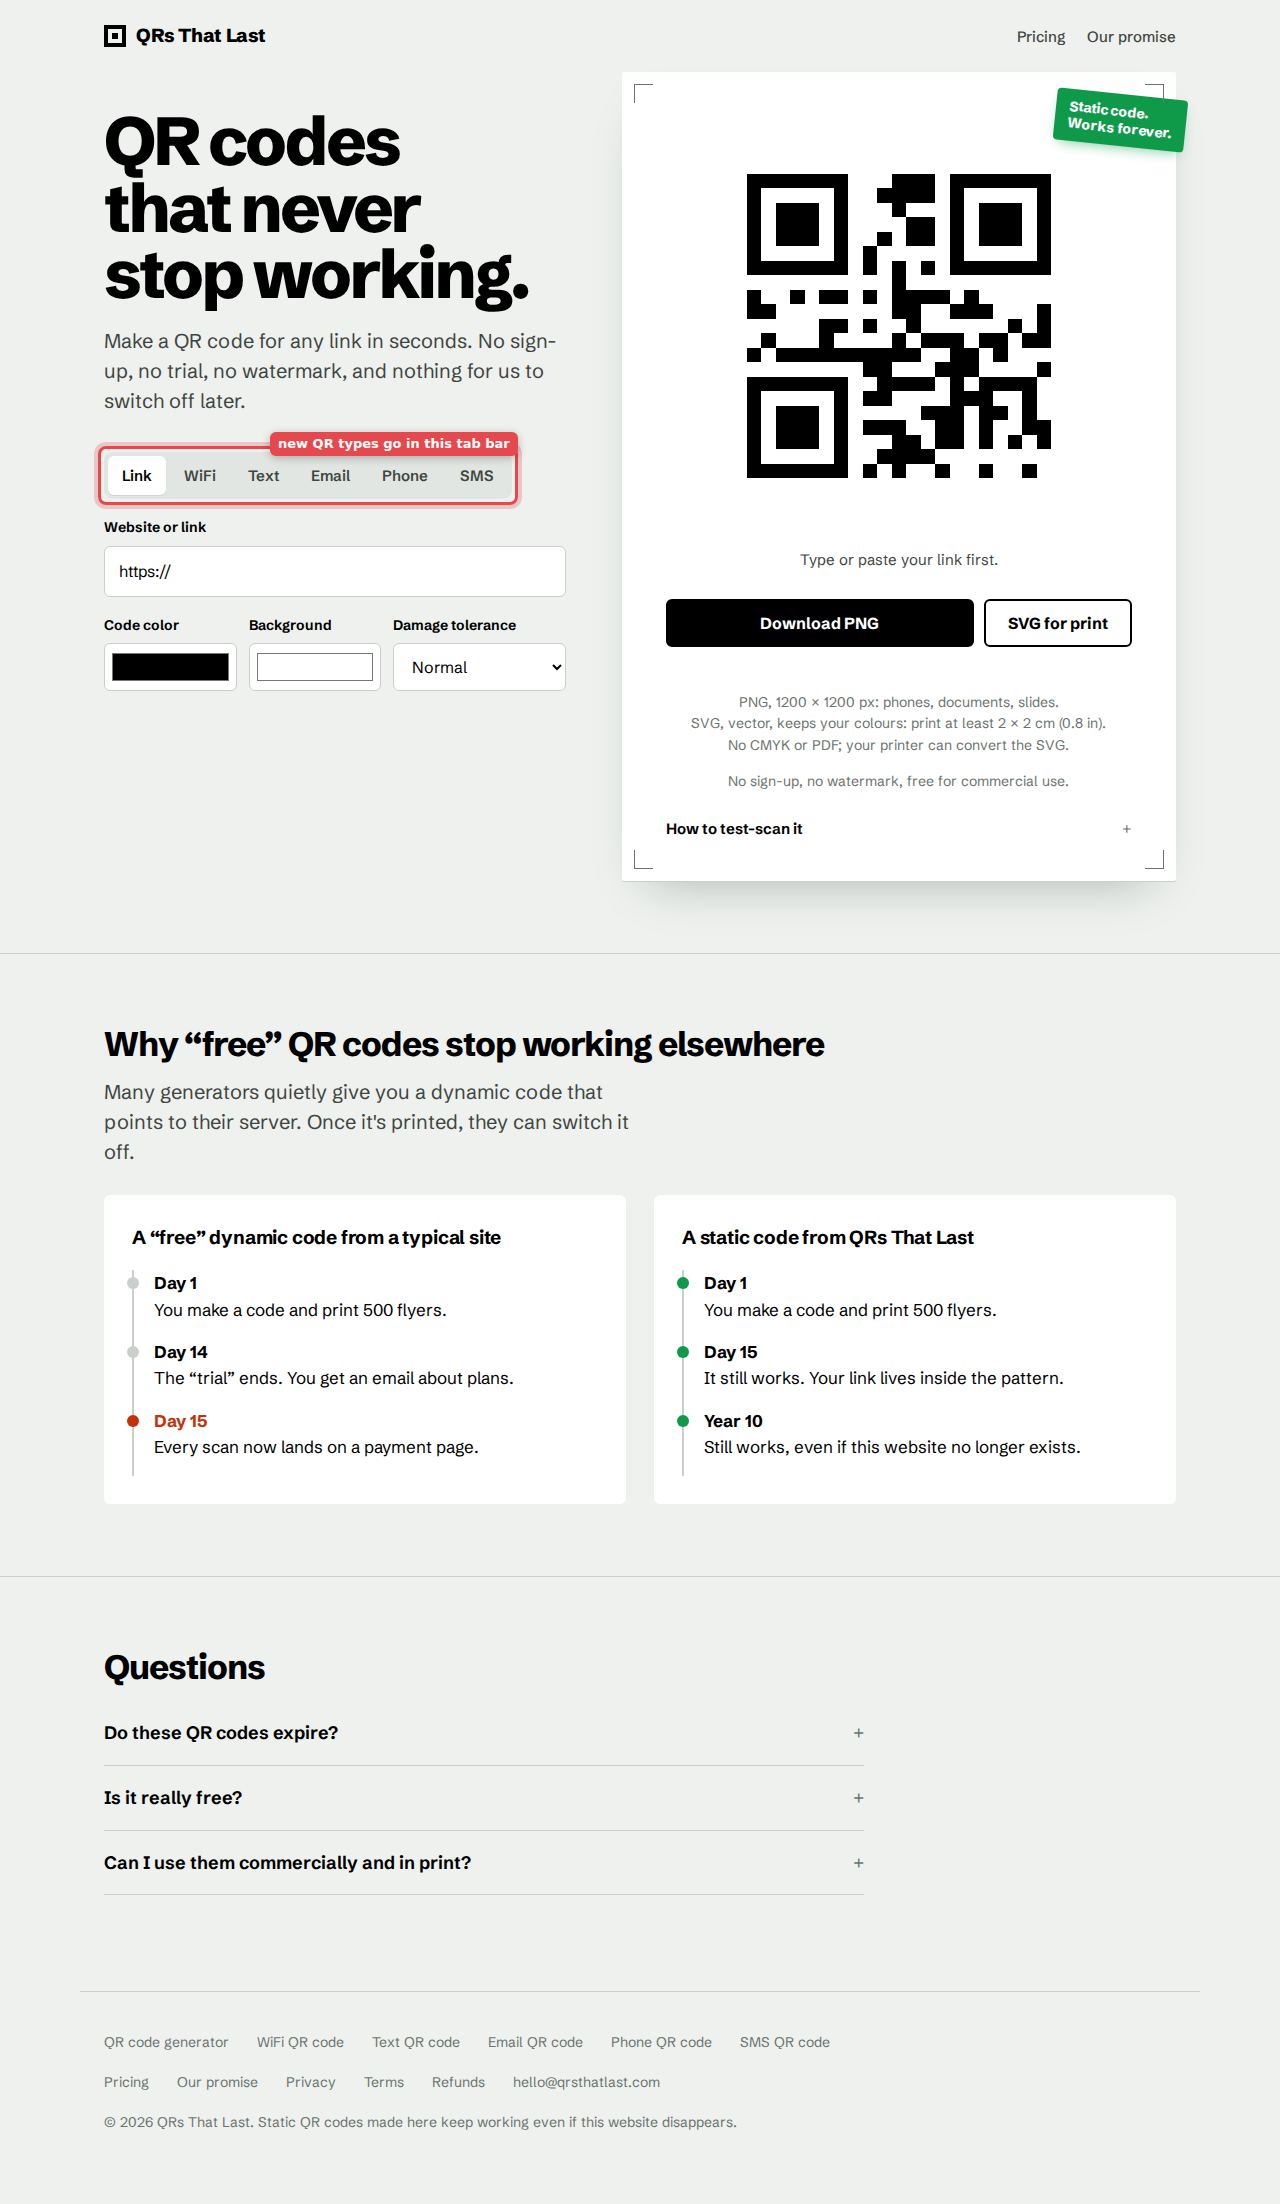 QRs That Last
Pricing
Our promise
QR codes
that never
stop working.
Make a QR code for any link in seconds. No sign-
up, no trial, no watermark, and nothing for us to
switch off later.
new QR types go in this tab bar
Link
WiFi
Text
Email
Phone
SMS
Website or link
https://
Code color
Background
Damage tolerance
Normal
Static code.
Works forever.
Type or paste your link first.
Download PNG
SVG for print
PNG, 1200 × 1200 px: phones, documents, slides.
SVG, vector, keeps your colours: print at least 2 × 2 cm (0.8 in).
No CMYK or PDF; your printer can convert the SVG.
No sign-up, no watermark, free for commercial use.
How to test-scan it
+
Why “free” QR codes stop working elsewhere
Many generators quietly give you a dynamic code that
points to their server. Once it's printed, they can switch it
off.
A “free” dynamic code from a typical site
Day 1
You make a code and print 500 flyers.
Day 14
The “trial” ends. You get an email about plans.
Day 15
Every scan now lands on a payment page.
A static code from QRs That Last
Day 1
You make a code and print 500 flyers.
Day 15
It still works. Your link lives inside the pattern.
Year 10
Still works, even if this website no longer exists.
Questions
Do these QR codes expire?
+
Is it really free?
+
Can I use them commercially and in print?
+
QR code generator
WiFi QR code
Text QR code
Email QR code
Phone QR code
SMS QR code
Pricing
Our promise
Privacy
Terms
Refunds
hello@qrsthatlast.com
© 2026 QRs That Last. Static QR codes made here keep working even if this website disappears.